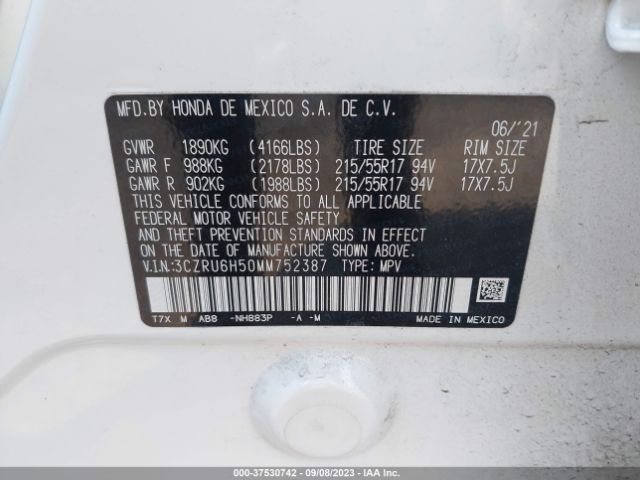 MFD.BY HONDA DE MEXICO S.A. DE C.V.
06/'21
GVWR 1890KG (4166LBS) TIRE SIZE RIM SIZE
GAWR F 988KG (2178LBS) 215/55R17 94V 17X7.5J
GAWR R 902KG (1988LBS) 215/55R17 94V 17X7.5J
THIS VEHICLE CONFORMS TO ALL APPLICABLE
FEDERAL MOTOR VEHICLE SAFETY
AND THEFT PREVENTION STANDARDS IN EFFECT
ON THE DATE OF MANUFACTURE SHOWN ABOVE.
V.I.N:3CZRU6H50MM752387 TYPE: MPV
T7X M AB8 -NH883P -A -M MADE IN MEXICO
000-37530742 - 09/08/2023 - IAA Inc.